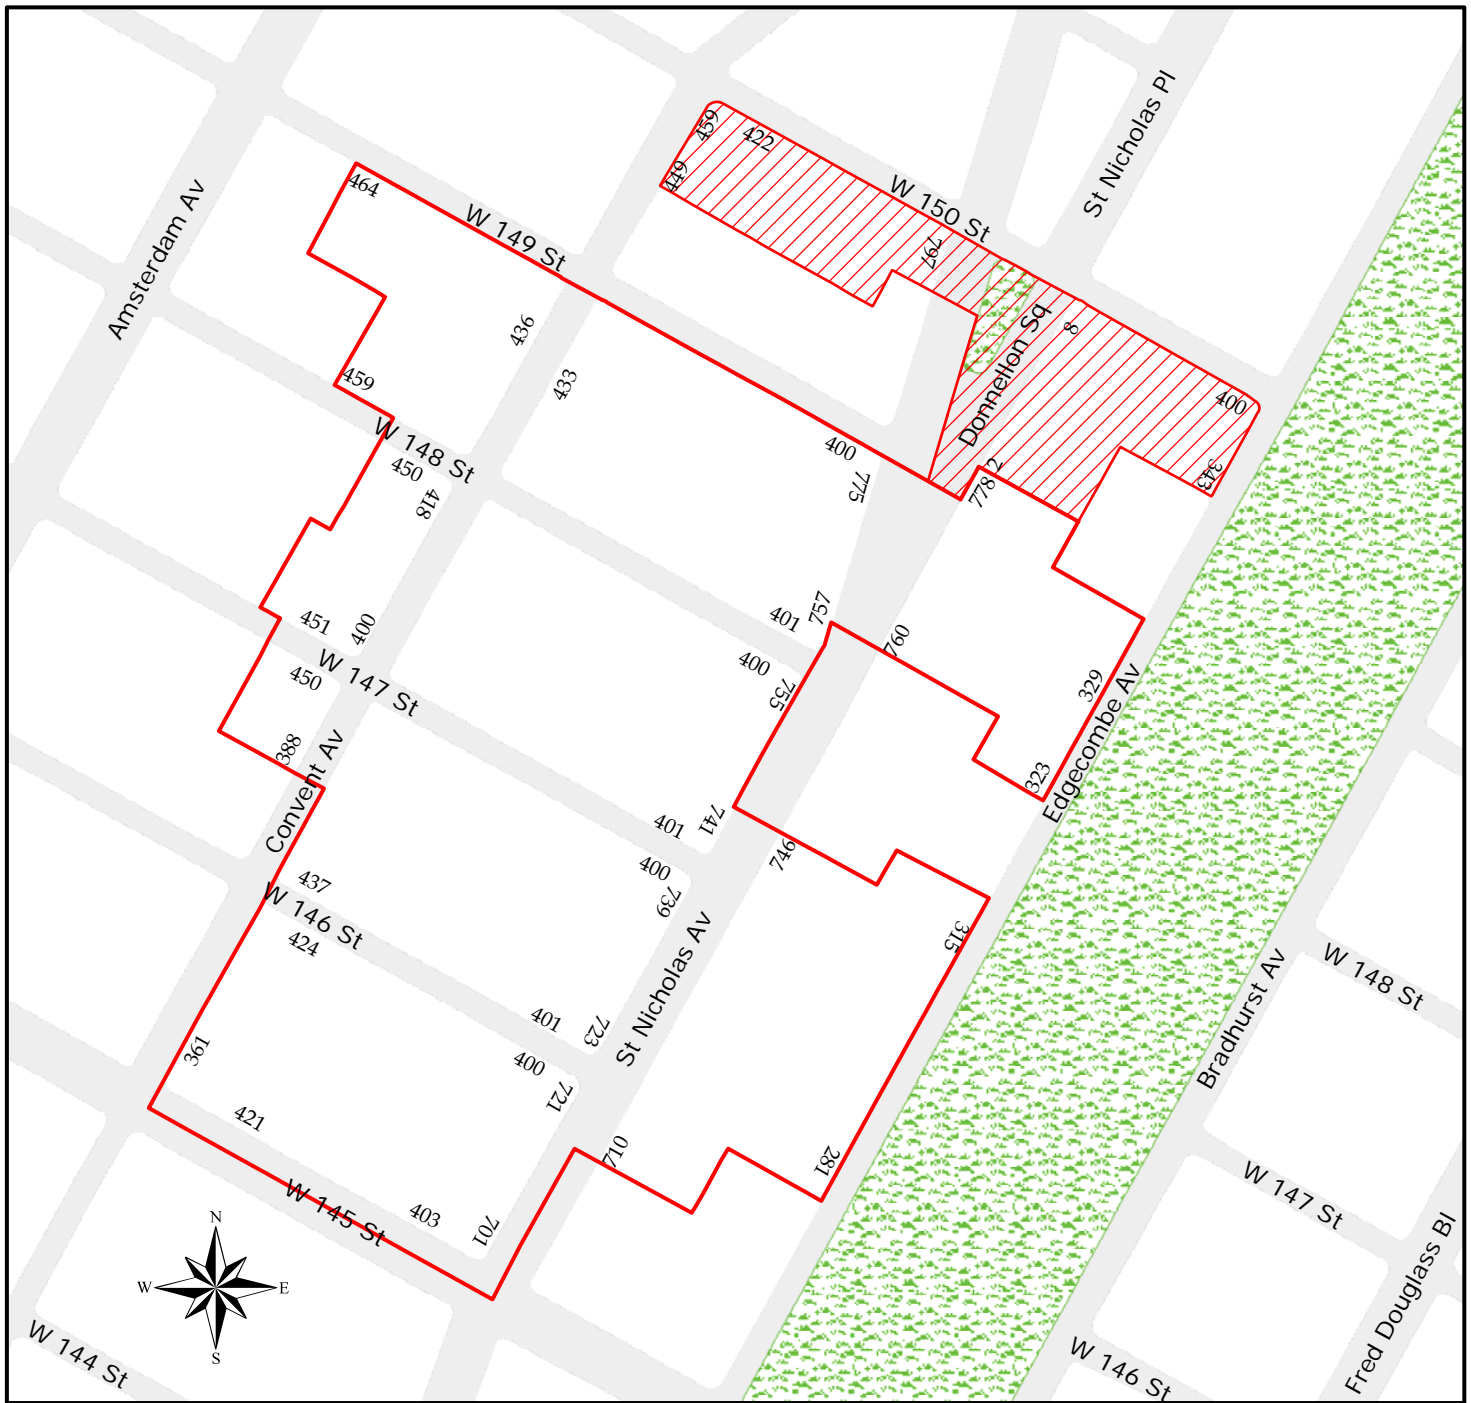 St Nicholas Pl
459
422
449
464
W 150 St
W 149 St
797
Amsterdam Av
Donnellon Sq
8
436
459
433
400
343
W 148 St
450
418
400
775
778
2
451
400
757
401
760
W 147 St
450
400
755
329
388
Convent Av
323
Edgecombe Av
401
741
746
437
400
739
W 146 St
424
315
St Nicholas Av
W 148 St
Bradhurst Av
361
401
723
400
721
421
710
281
W 145 St
403
701
W 147 St
N
W
E
S
W 144 St
W 146 St
Fred Douglass Bl